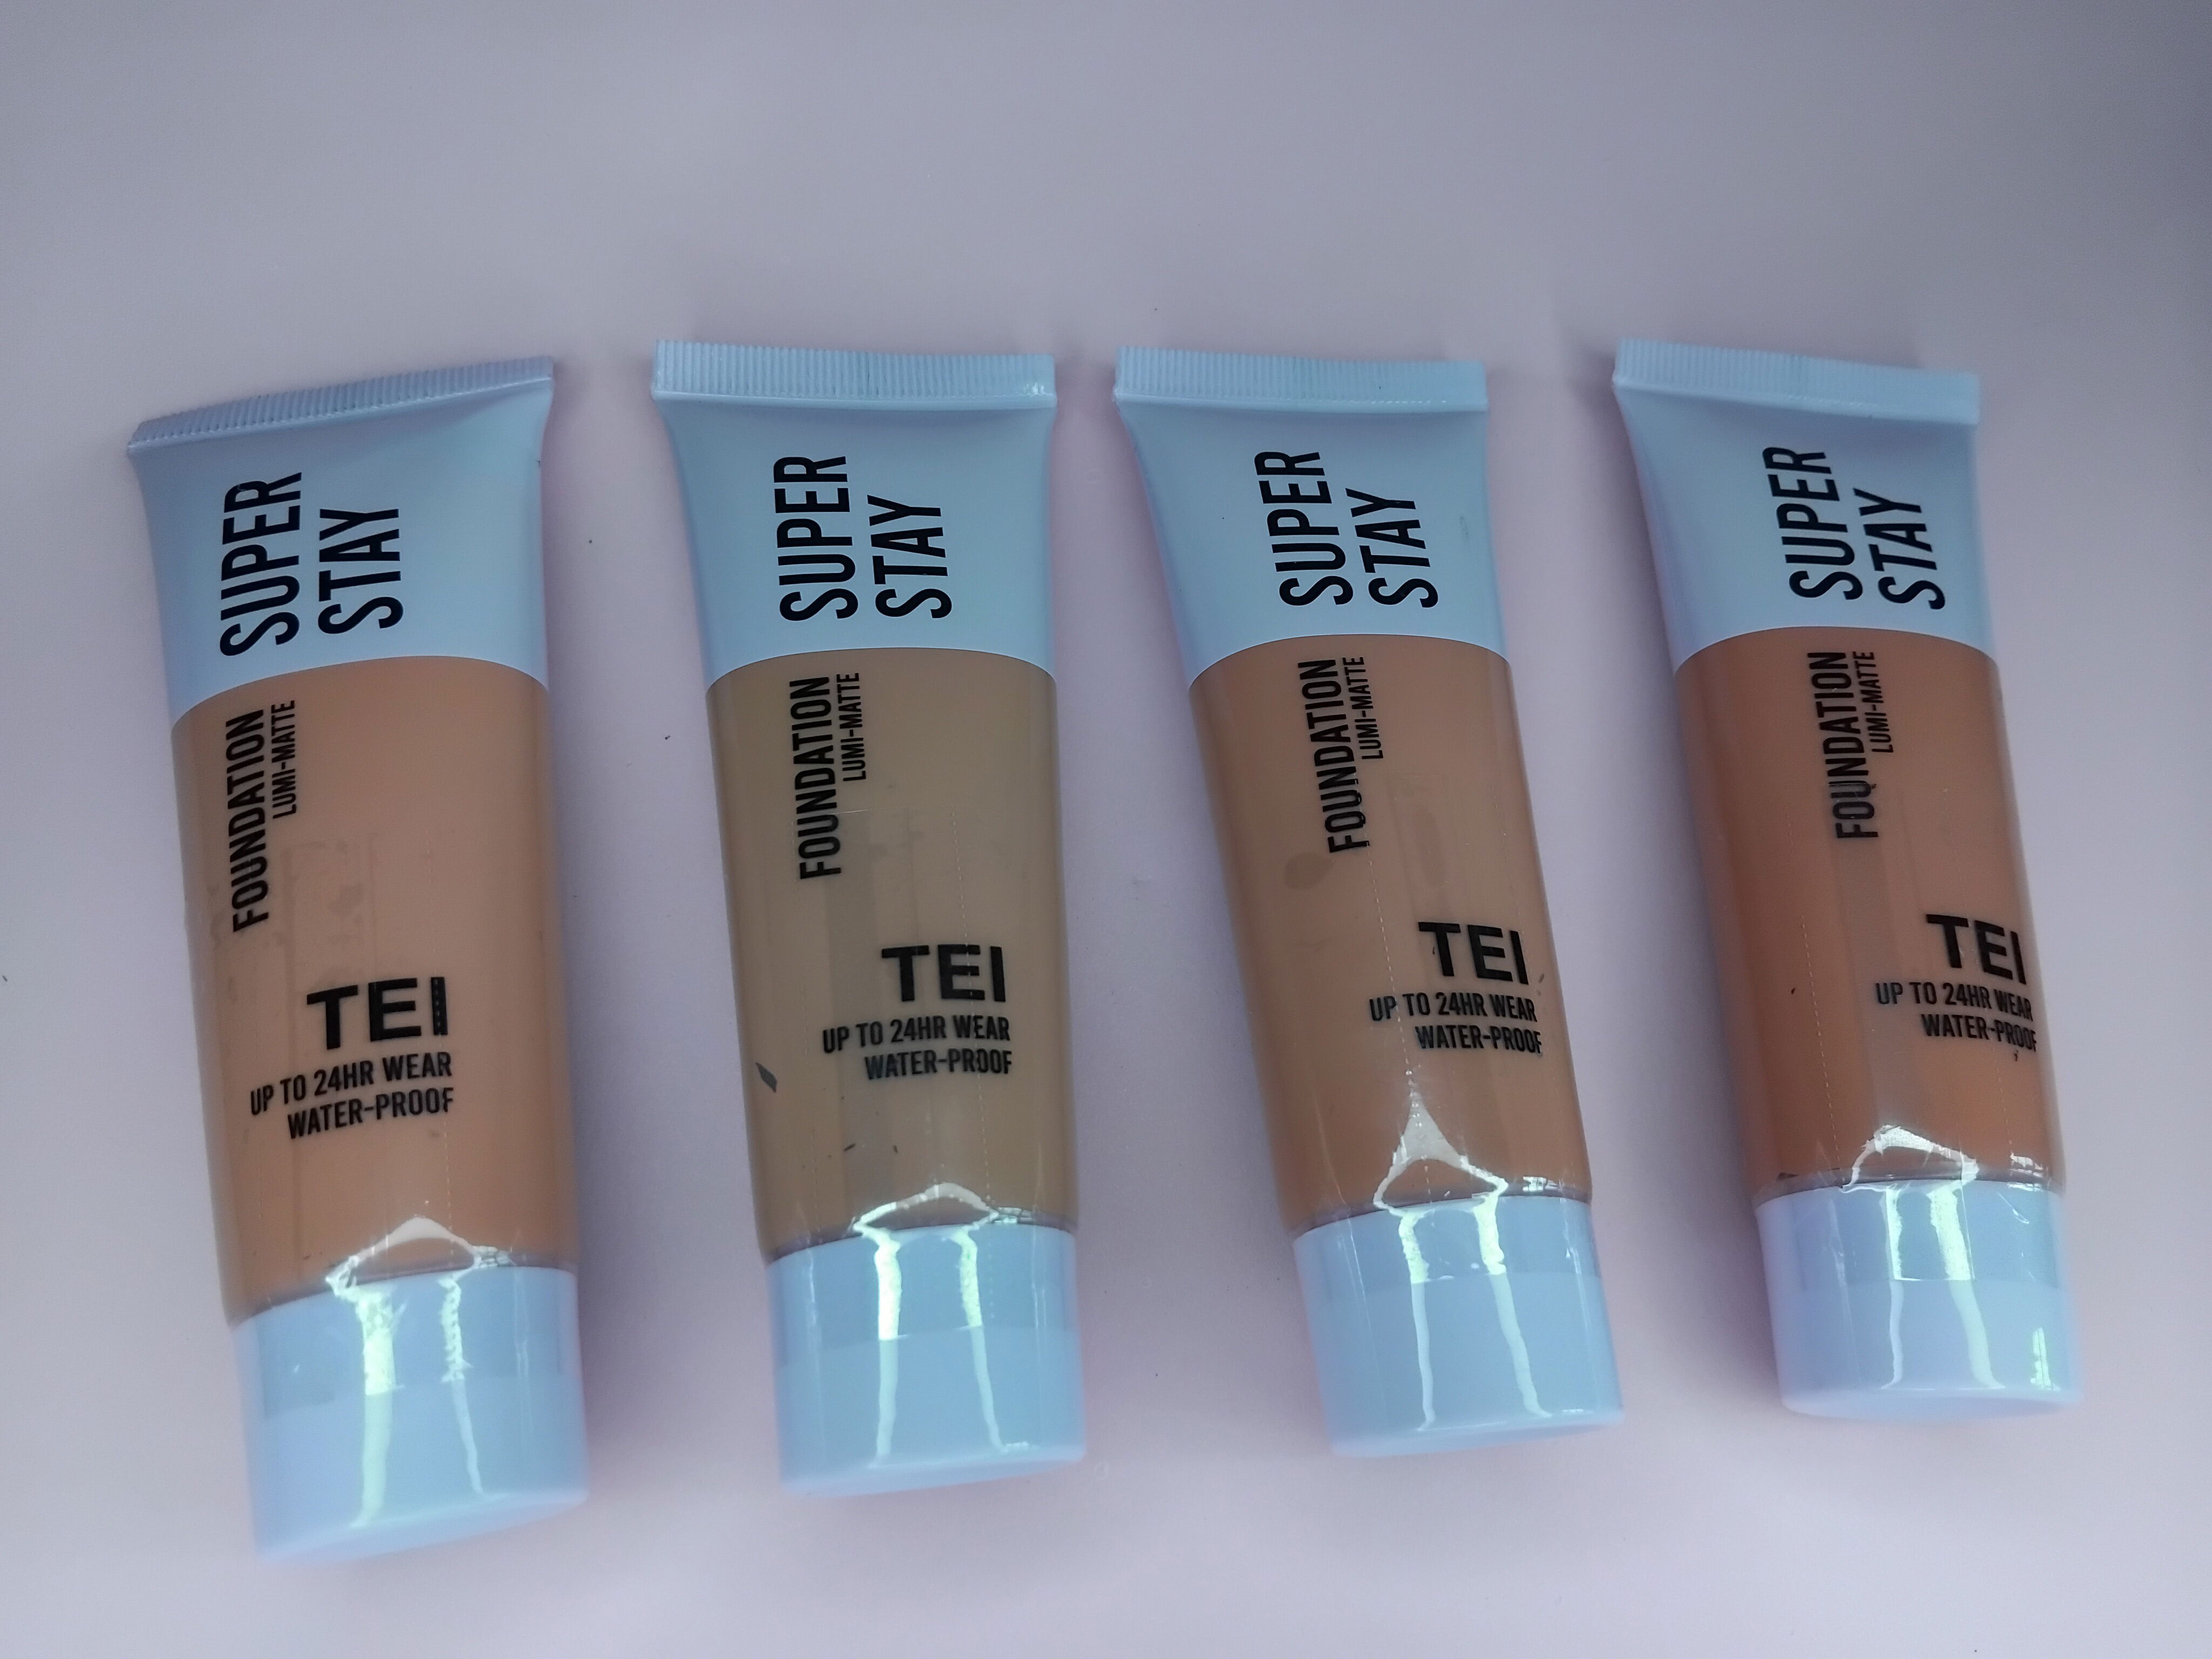 SUPER
STAY
FOUNDATION
LUMI-MATTE
TEI
UP TO 24HR WEAR
WATER-PROOF
SUPER
STAY
FOUNDATION
LUMI-MATTE
TEI
UP TO 24HR WEAR
WATER-PROOF
SUPER
STAY
FOUNDATION
LUMI-MATTE
TEI
UP TO 24HR WEAR
WATER-PROOF
SUPER
STAY
FOUNDATION
LUMI-MATTE
TEI
UP TO 24HR WEAR
WATER-PROOF